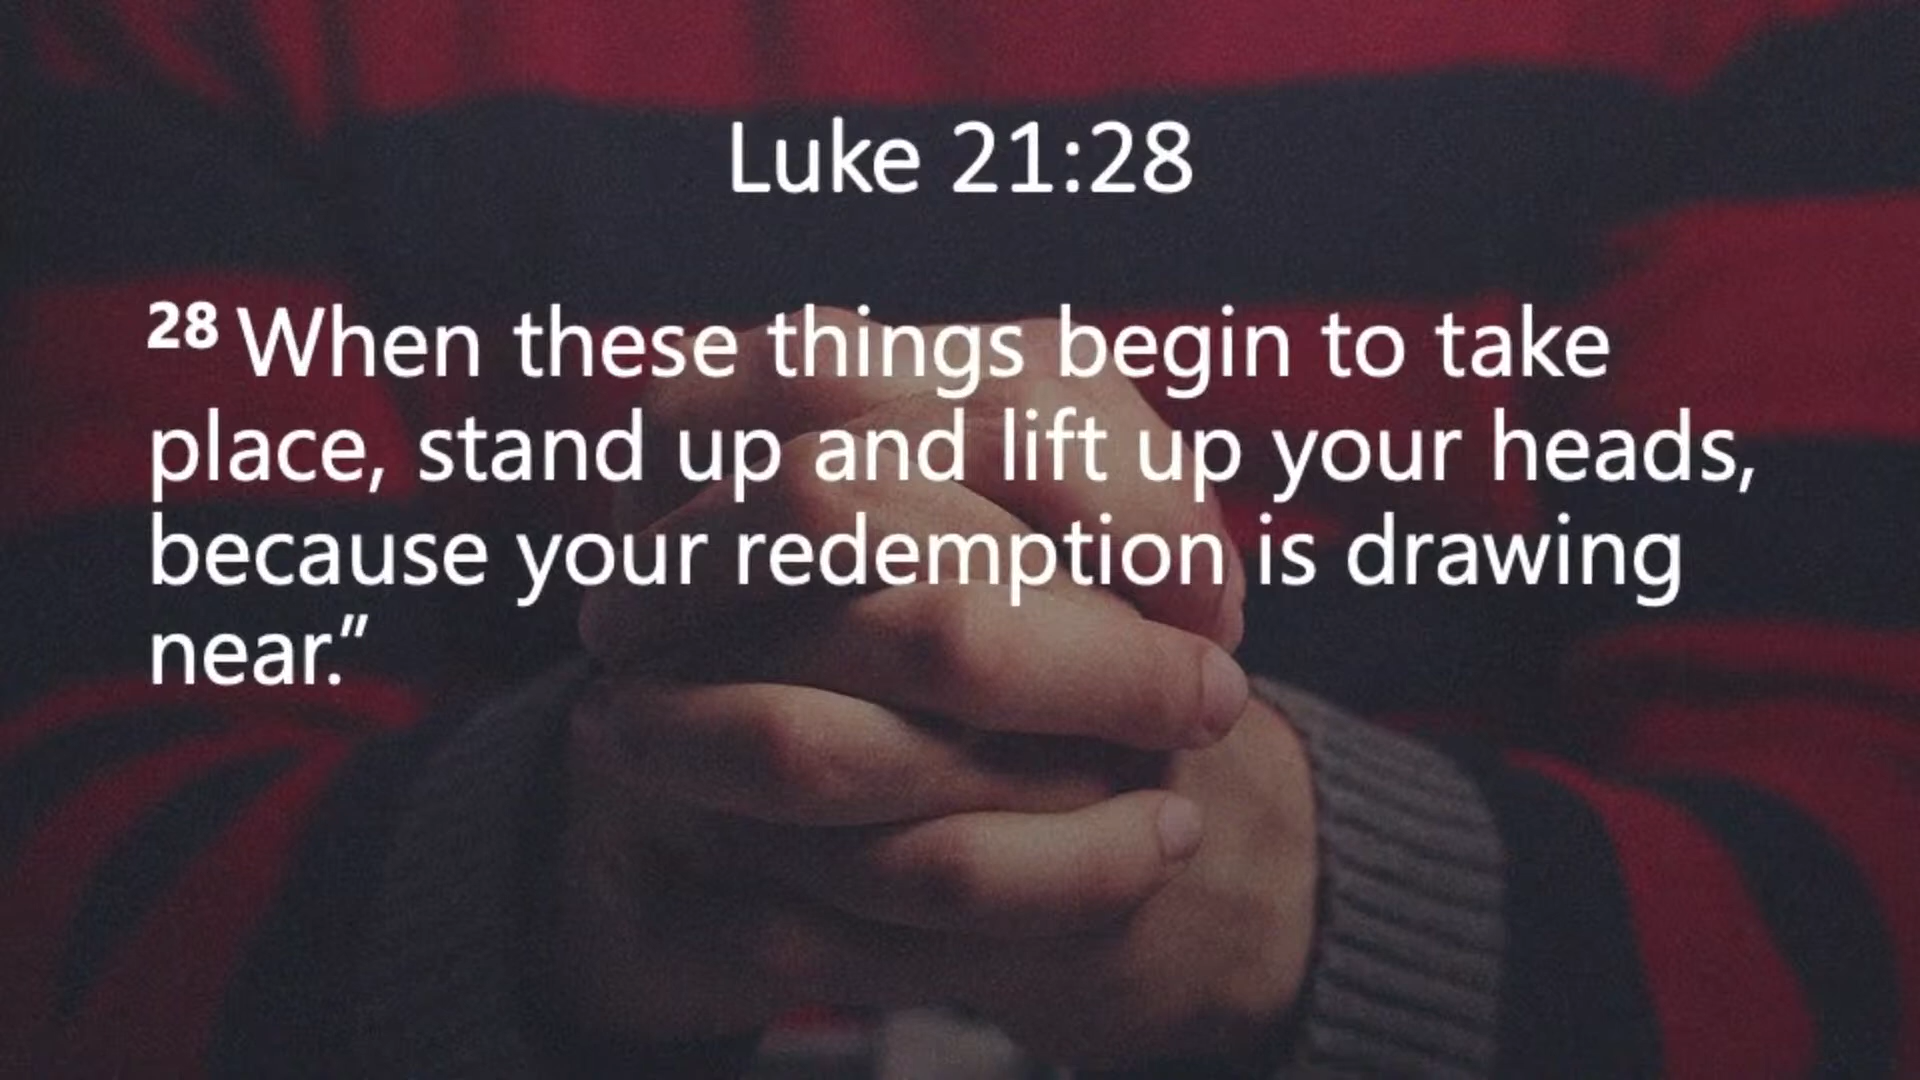 Luke 21:28
28 When these things begin to take
place, stand up and lift up your heads,
because your redemption is drawing
near.”